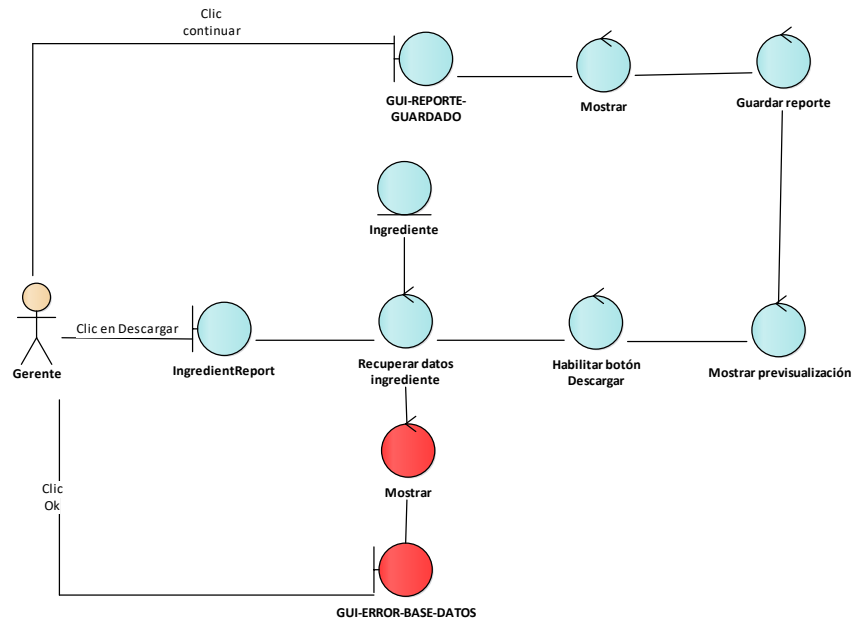 Clic
continuar
GUI-REPORTE-
GUARDADO
Mostrar
Guardar reporte
Ingrediente
Clic en Descargar
Gerente
IngredientReport
Recuperar datos
ingrediente
Habilitar botón
Descargar
Mostrar previsualización
Mostrar
Clic
Ok
GUI-ERROR-BASE-DATOS